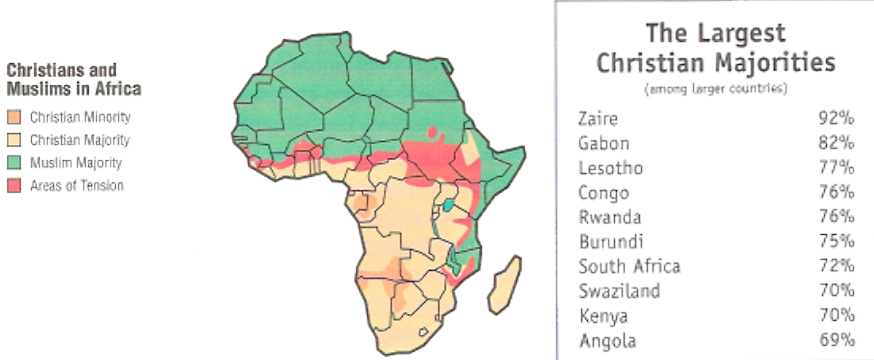 Christians and
Muslims in Africa
Christian Minority
Christian Majority
Muslim Majority
Areas of Tension
The Largest
Christian Majorities
(among larger countries)
Zaire 92%
Gabon 82%
Lesotho 77%
Congo 76%
Rwanda 76%
Burundi 75%
South Africa 72%
Swaziland 70%
Kenya 70%
Angola 69%